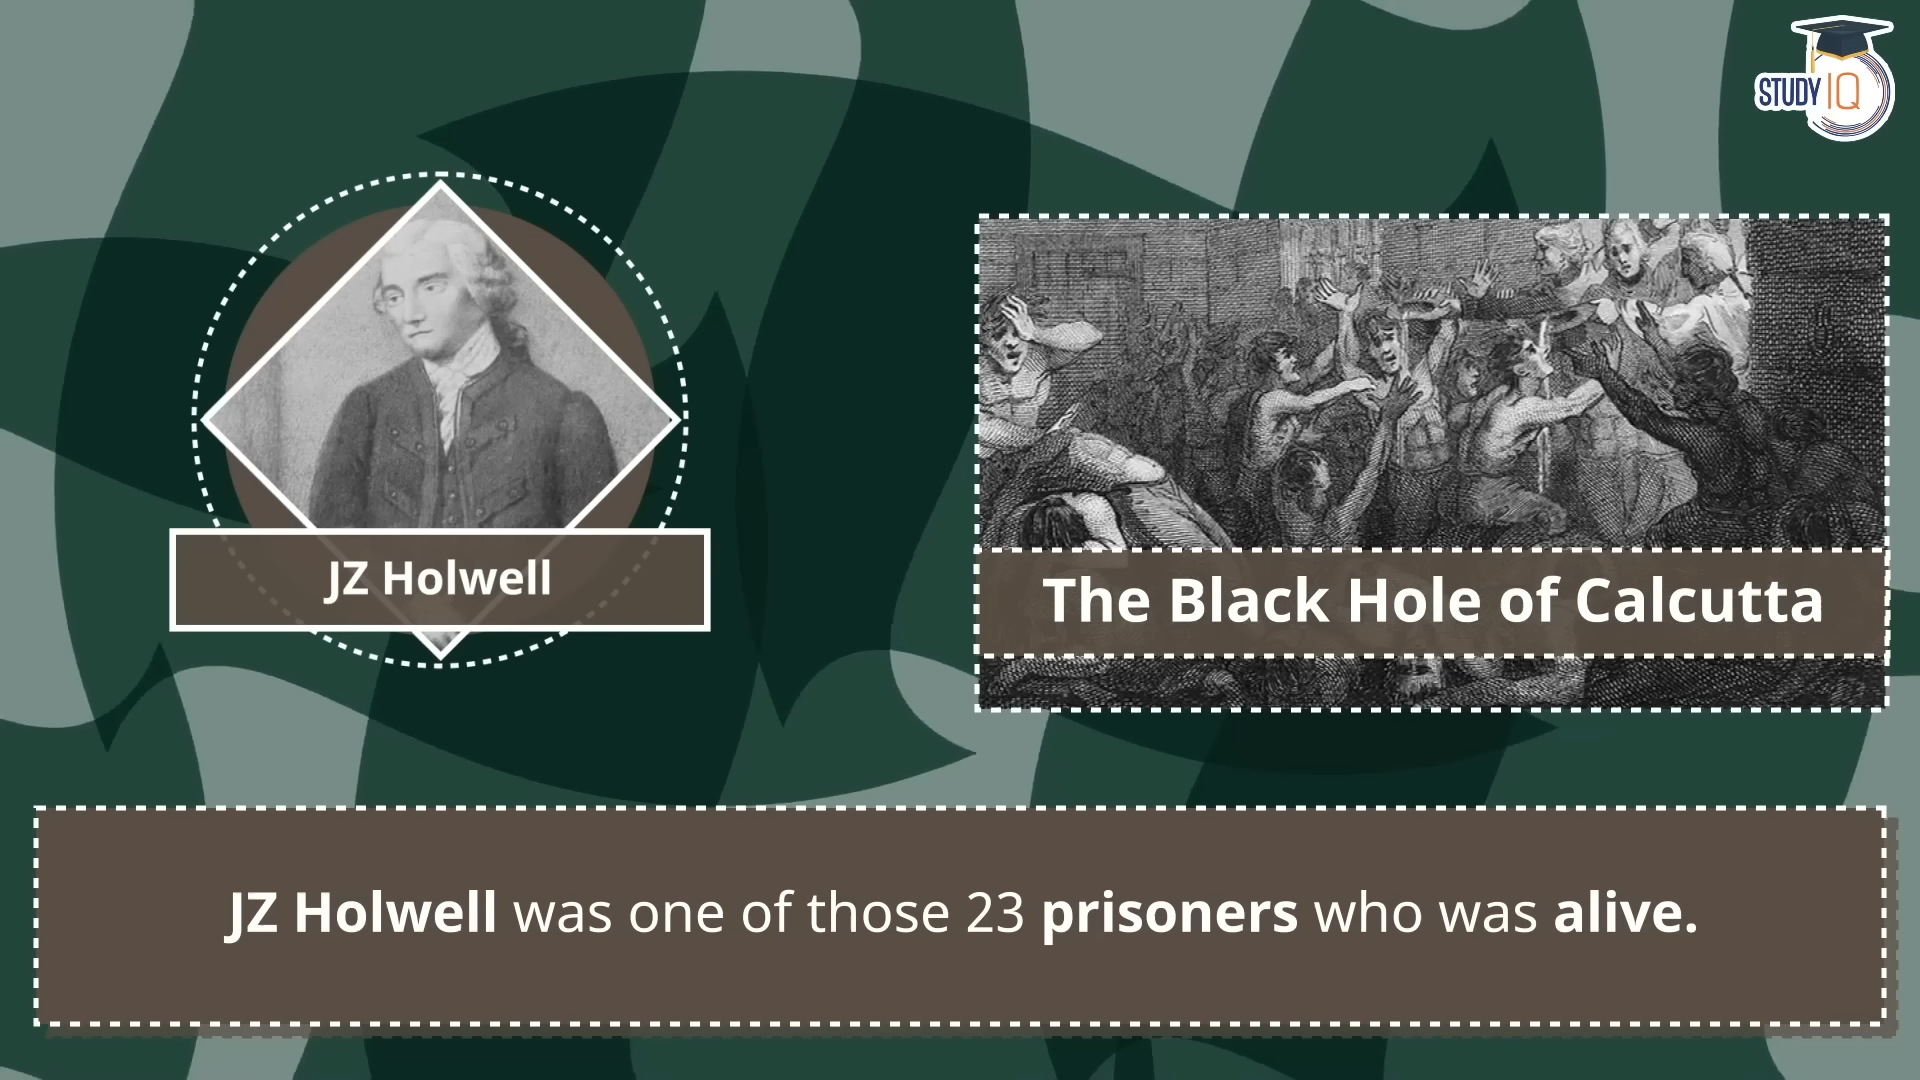 STUDY IQ
JZ Holwell
The Black Hole of Calcutta
JZ Holwell was one of those 23 prisoners who was alive.